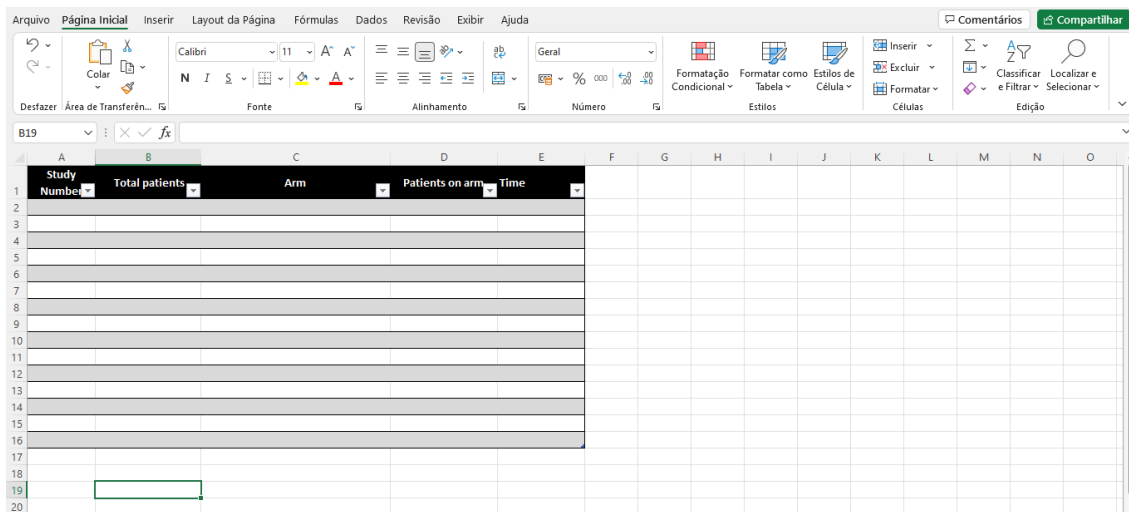 Arquivo Página Inicial Inserir Layout da Página Fórmulas Dados Revisão Exibir Ajuda Comentários Compartilhar
Colar
Calibri 11 A A
N I S A
ab
Geral
% 000
Formatação Condicional
Formatar como Tabela
Estilos de Célula
Inserir
Excluir
Formatar
Classificar e Filtrar
Localizar e Selecionar
Desfazer Área de Transferên... Fonte Alinhamento Número Estilos Células Edição
B19 fx
A B C D E F G H I J K L M N O
1 Study Number Total patients Arm Patients on arm Time
2
3
4
5
6
7
8
9
10
11
12
13
14
15
16
17
18
19
20